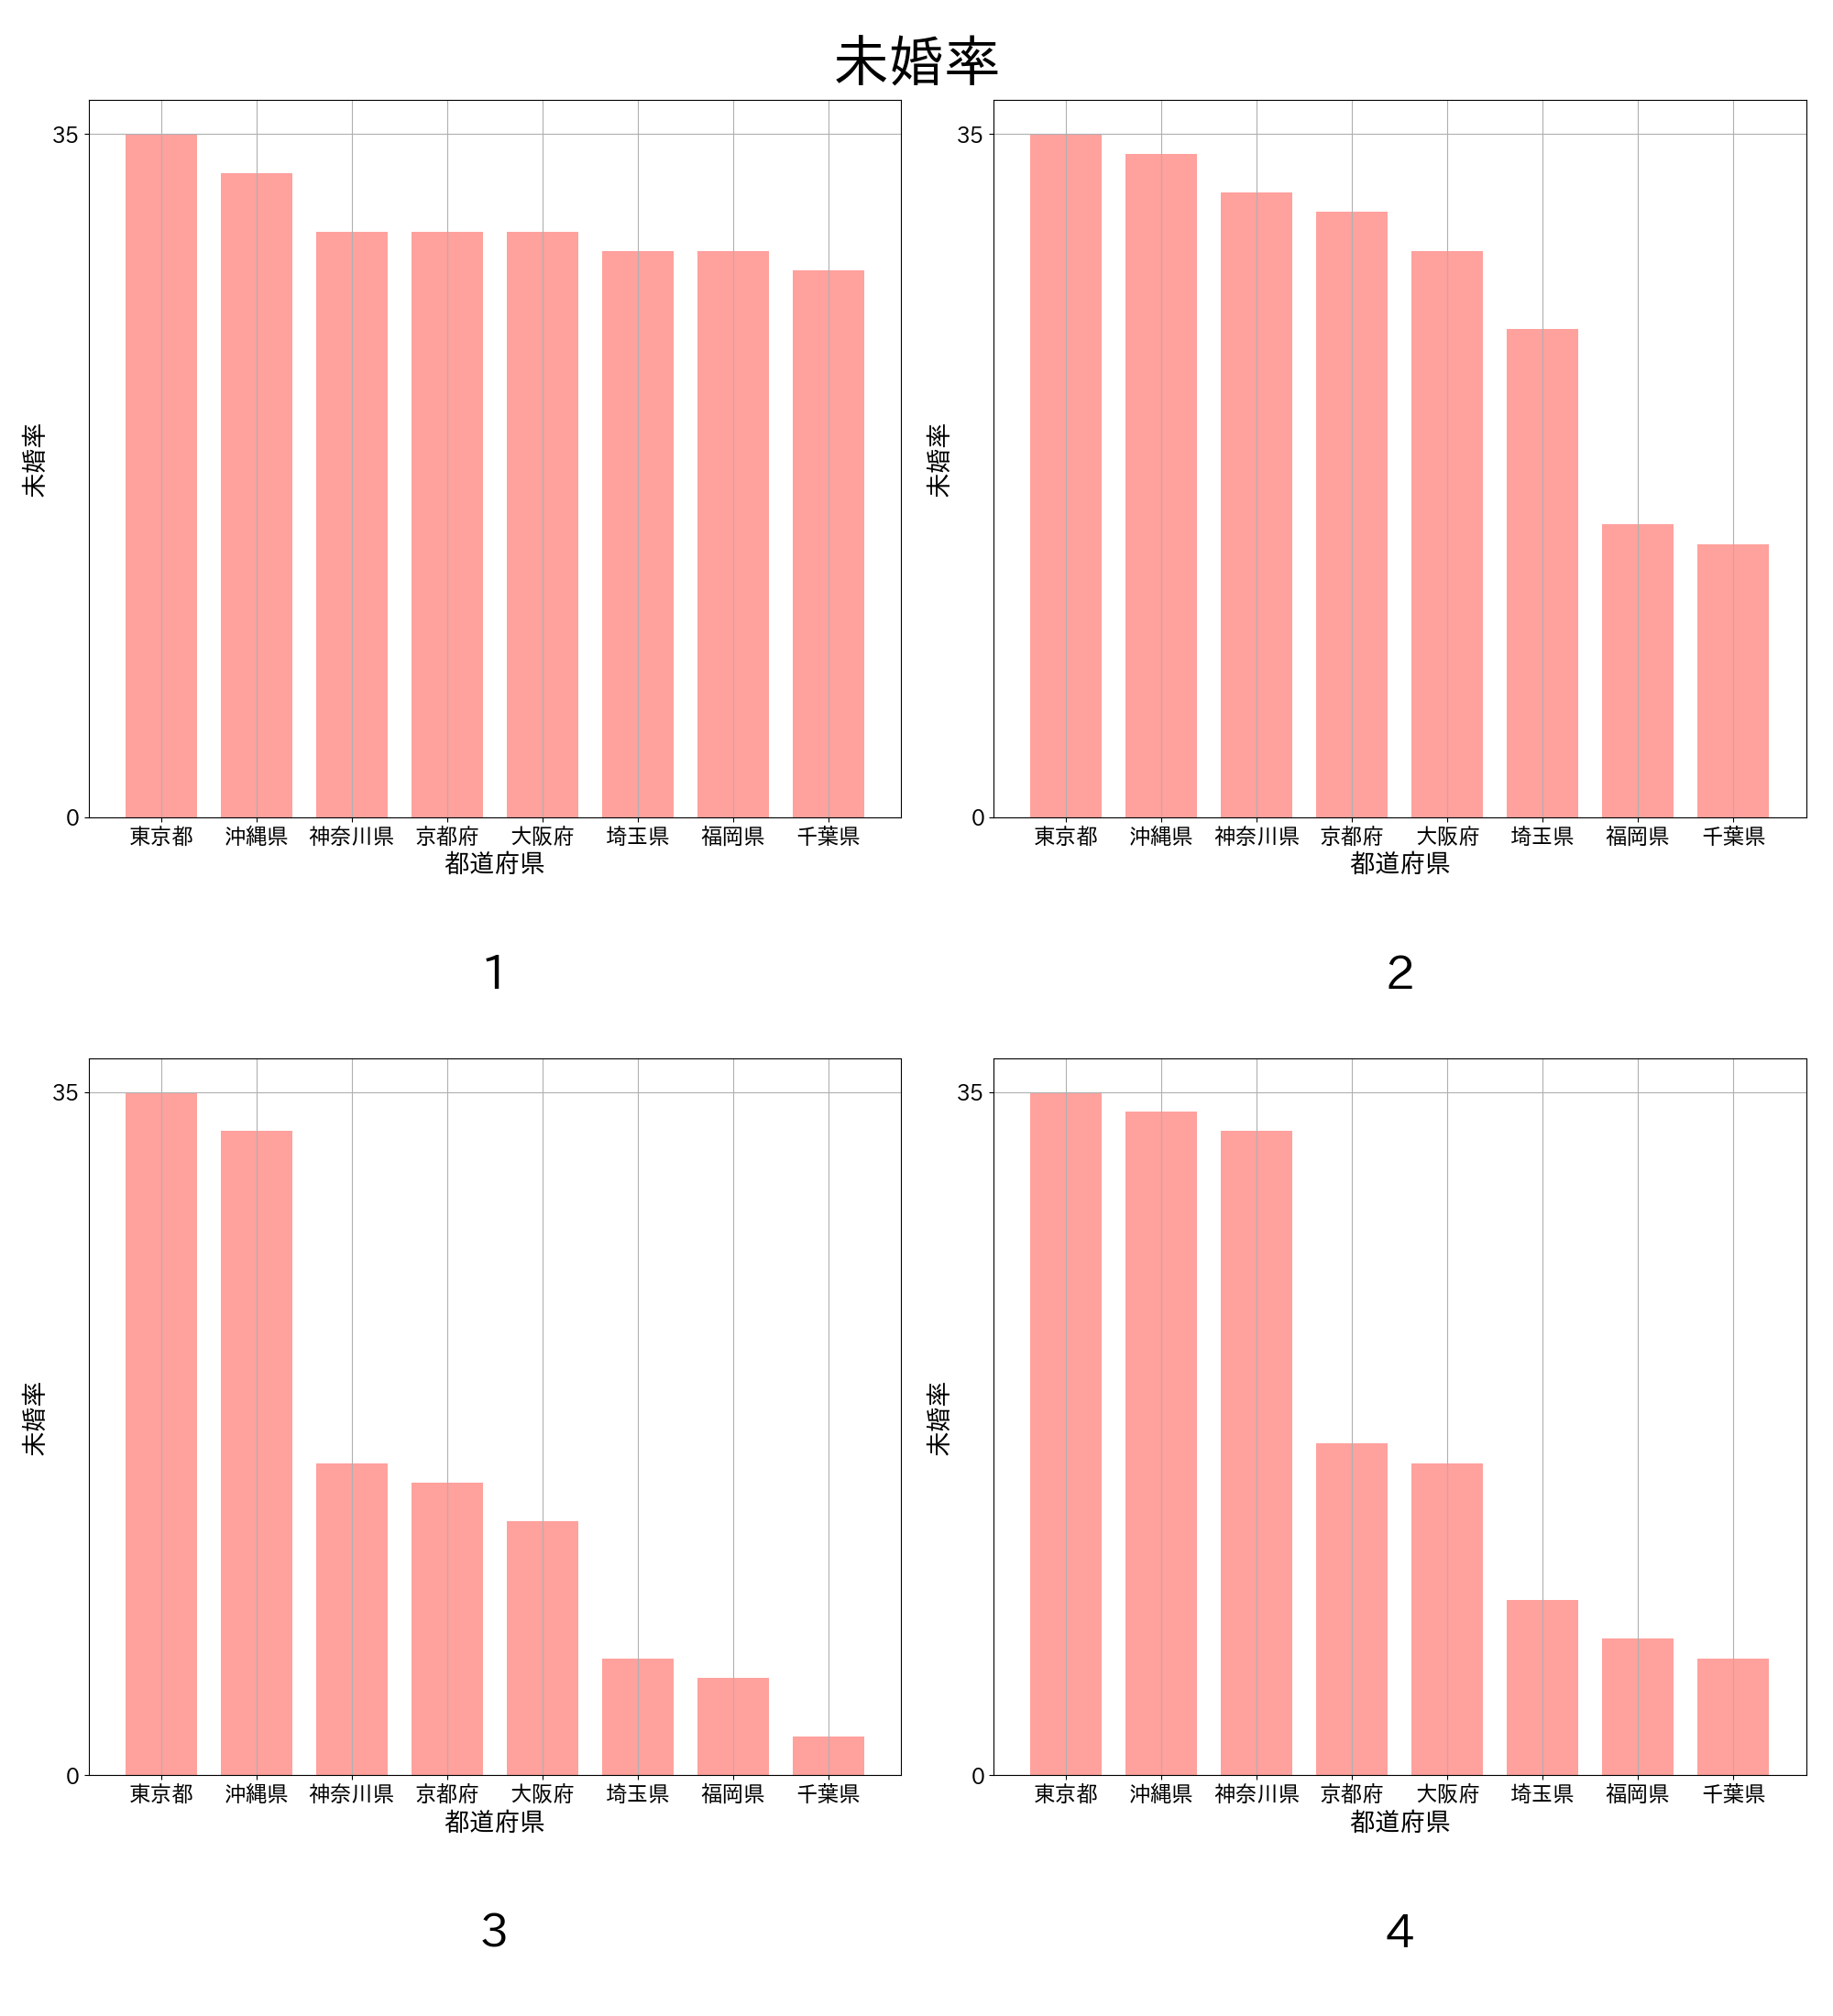 未婚率
35
0
未婚率
東京都 沖縄県 神奈川県 京都府 大阪府 埼玉県 福岡県 千葉県
都道府県
1
35
0
未婚率
東京都 沖縄県 神奈川県 京都府 大阪府 埼玉県 福岡県 千葉県
都道府県
2
35
0
未婚率
東京都 沖縄県 神奈川県 京都府 大阪府 埼玉県 福岡県 千葉県
都道府県
3
35
0
未婚率
東京都 沖縄県 神奈川県 京都府 大阪府 埼玉県 福岡県 千葉県
都道府県
4